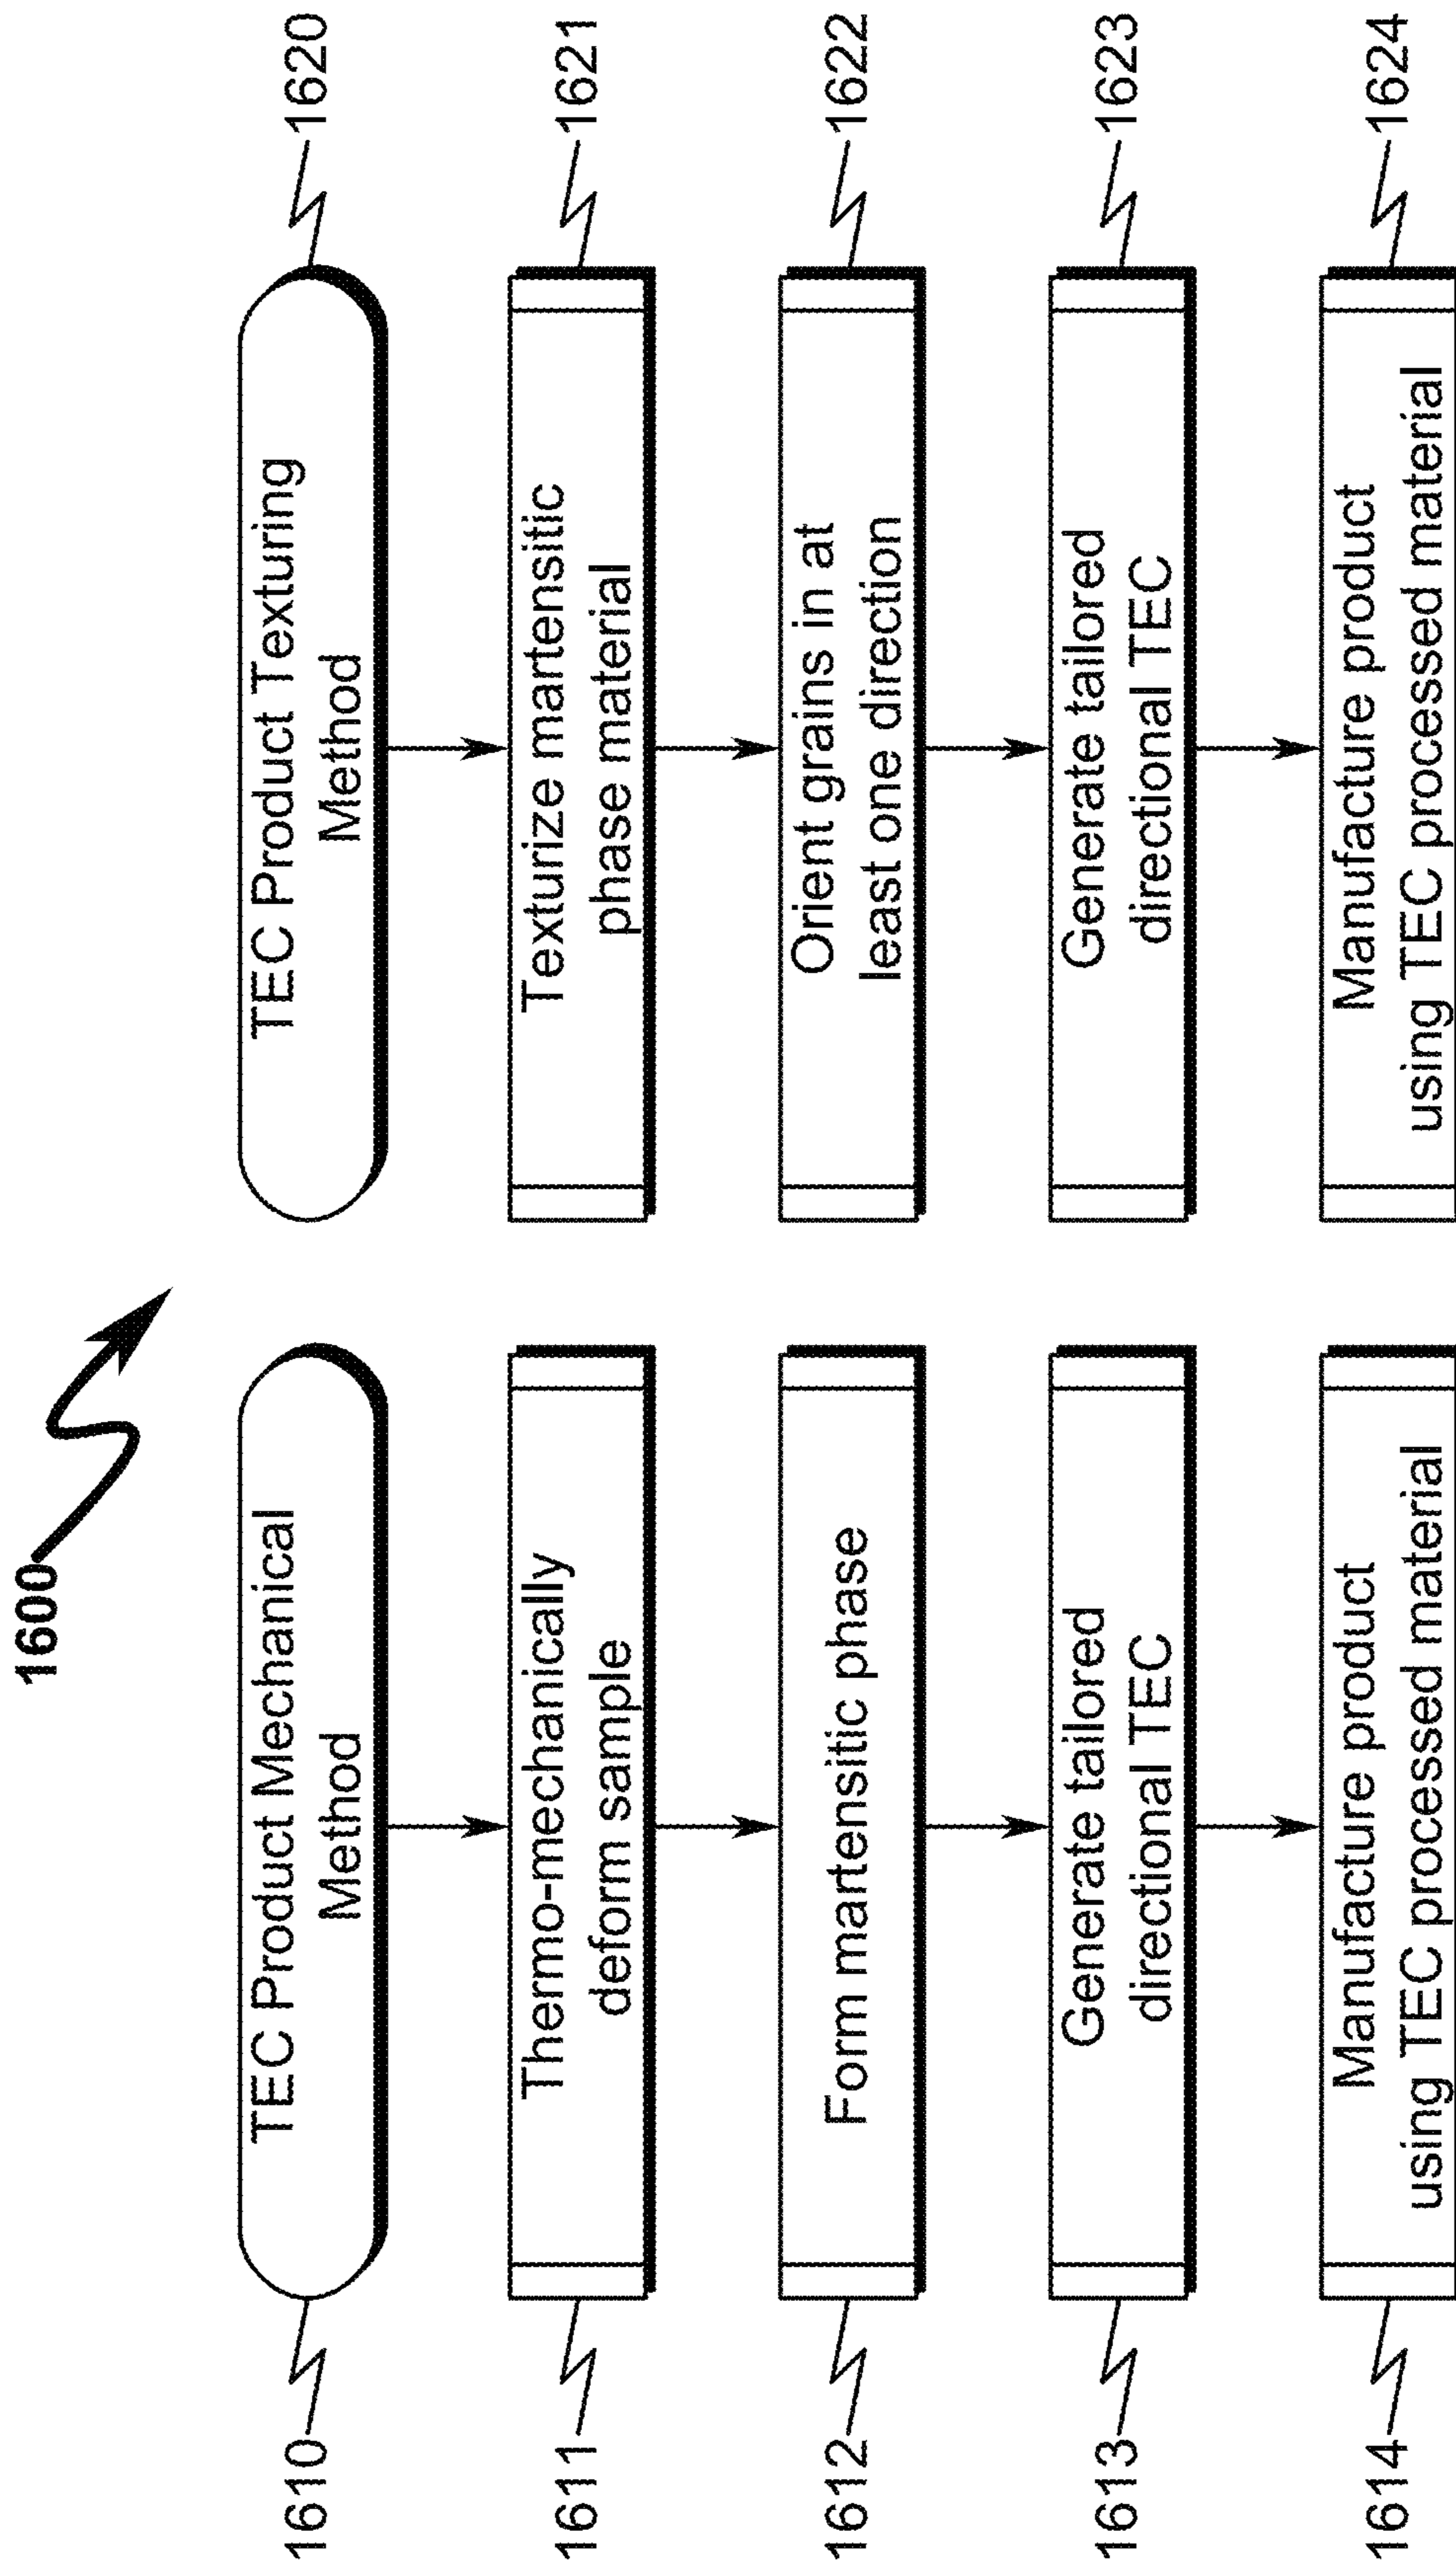 1600
1610
TEC Product Mechanical
Method
1611
Thermo-mechanically
deform sample
1612
Form martensitic phase
1613
Generate tailored
directional TEC
1614
Manufacture product
using TEC processed material
TEC Product Texturing
Method
1620
Texturize martensitic
phase material
1621
Orient grains in at
least one direction
1622
Generate tailored
directional TEC
1623
Manufacture product
using TEC processed material
1624